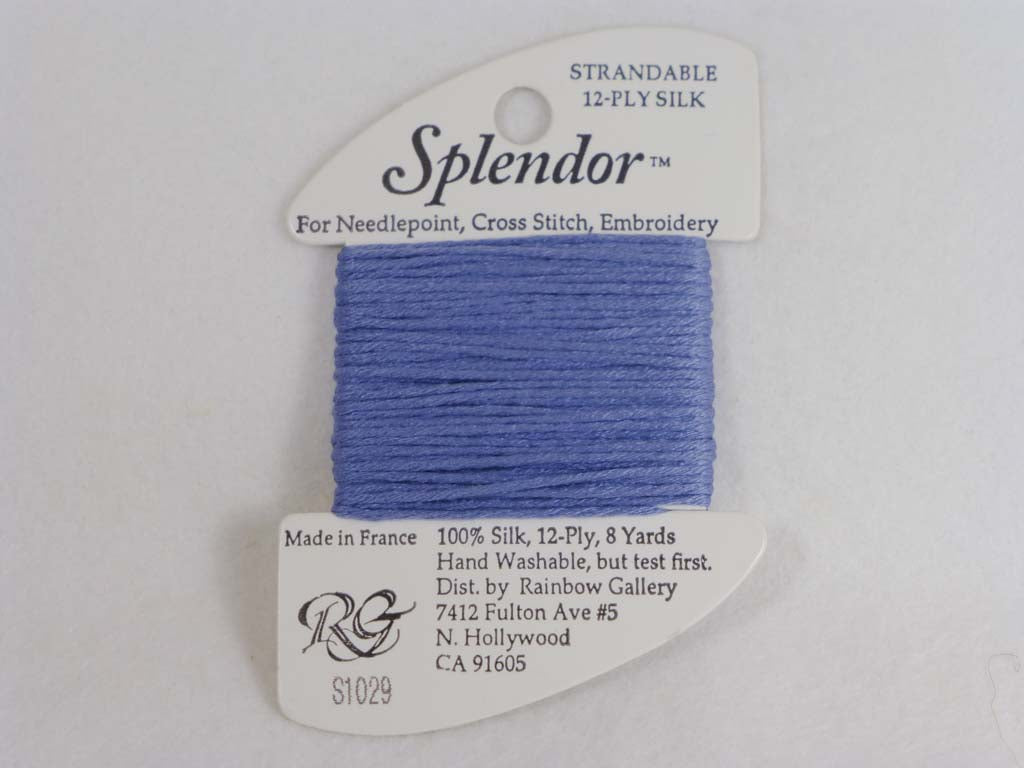 STRANDABLE
12-PLY SILK
Splendor™
For Needlepoint, Cross Stitch, Embroidery
Made in France
100% Silk, 12-Ply, 8 Yards
Hand Washable, but test first.
Dist. by Rainbow Gallery
7412 Fulton Ave #5
N. Hollywood
CA 91605
RG
S1029